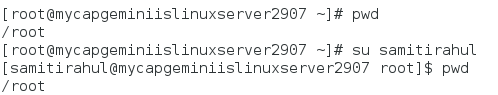 [root@mycapgeminiislinuxserver2907 ~]# pwd
/root
[root@mycapgeminiislinuxserver2907 ~]# su samitirahul
[samitirahul@mycapgeminiislinuxserver2907 root]$ pwd
/root